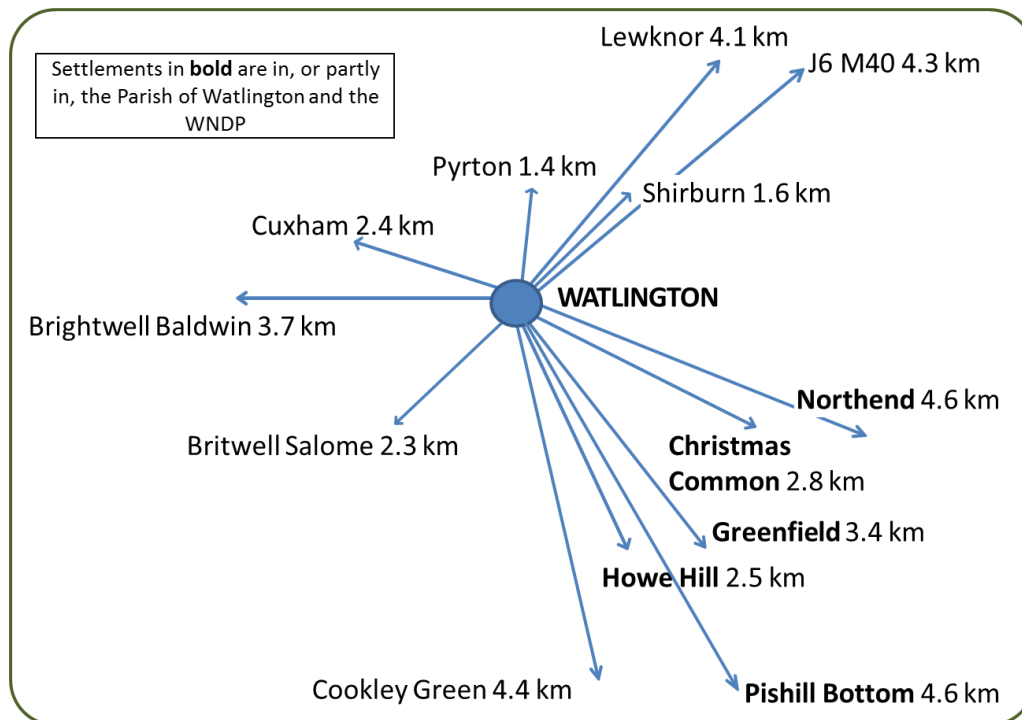 Lewknor 4.1 km
J6 M40 4.3 km
Settlements in bold are in, or partly
in, the Parish of Watlington and the
WNDP
Pyrton 1.4 km
Shirburn 1.6 km
Cuxham 2.4 km
WATLINGTON
Brightwell Baldwin 3.7 km
Northend 4.6 km
Britwell Salome 2.3 km
Christmas
Common 2.8 km
Greenfield 3.4 km
Howe Hill 2.5 km
Cookley Green 4.4 km
Pishill Bottom 4.6 km